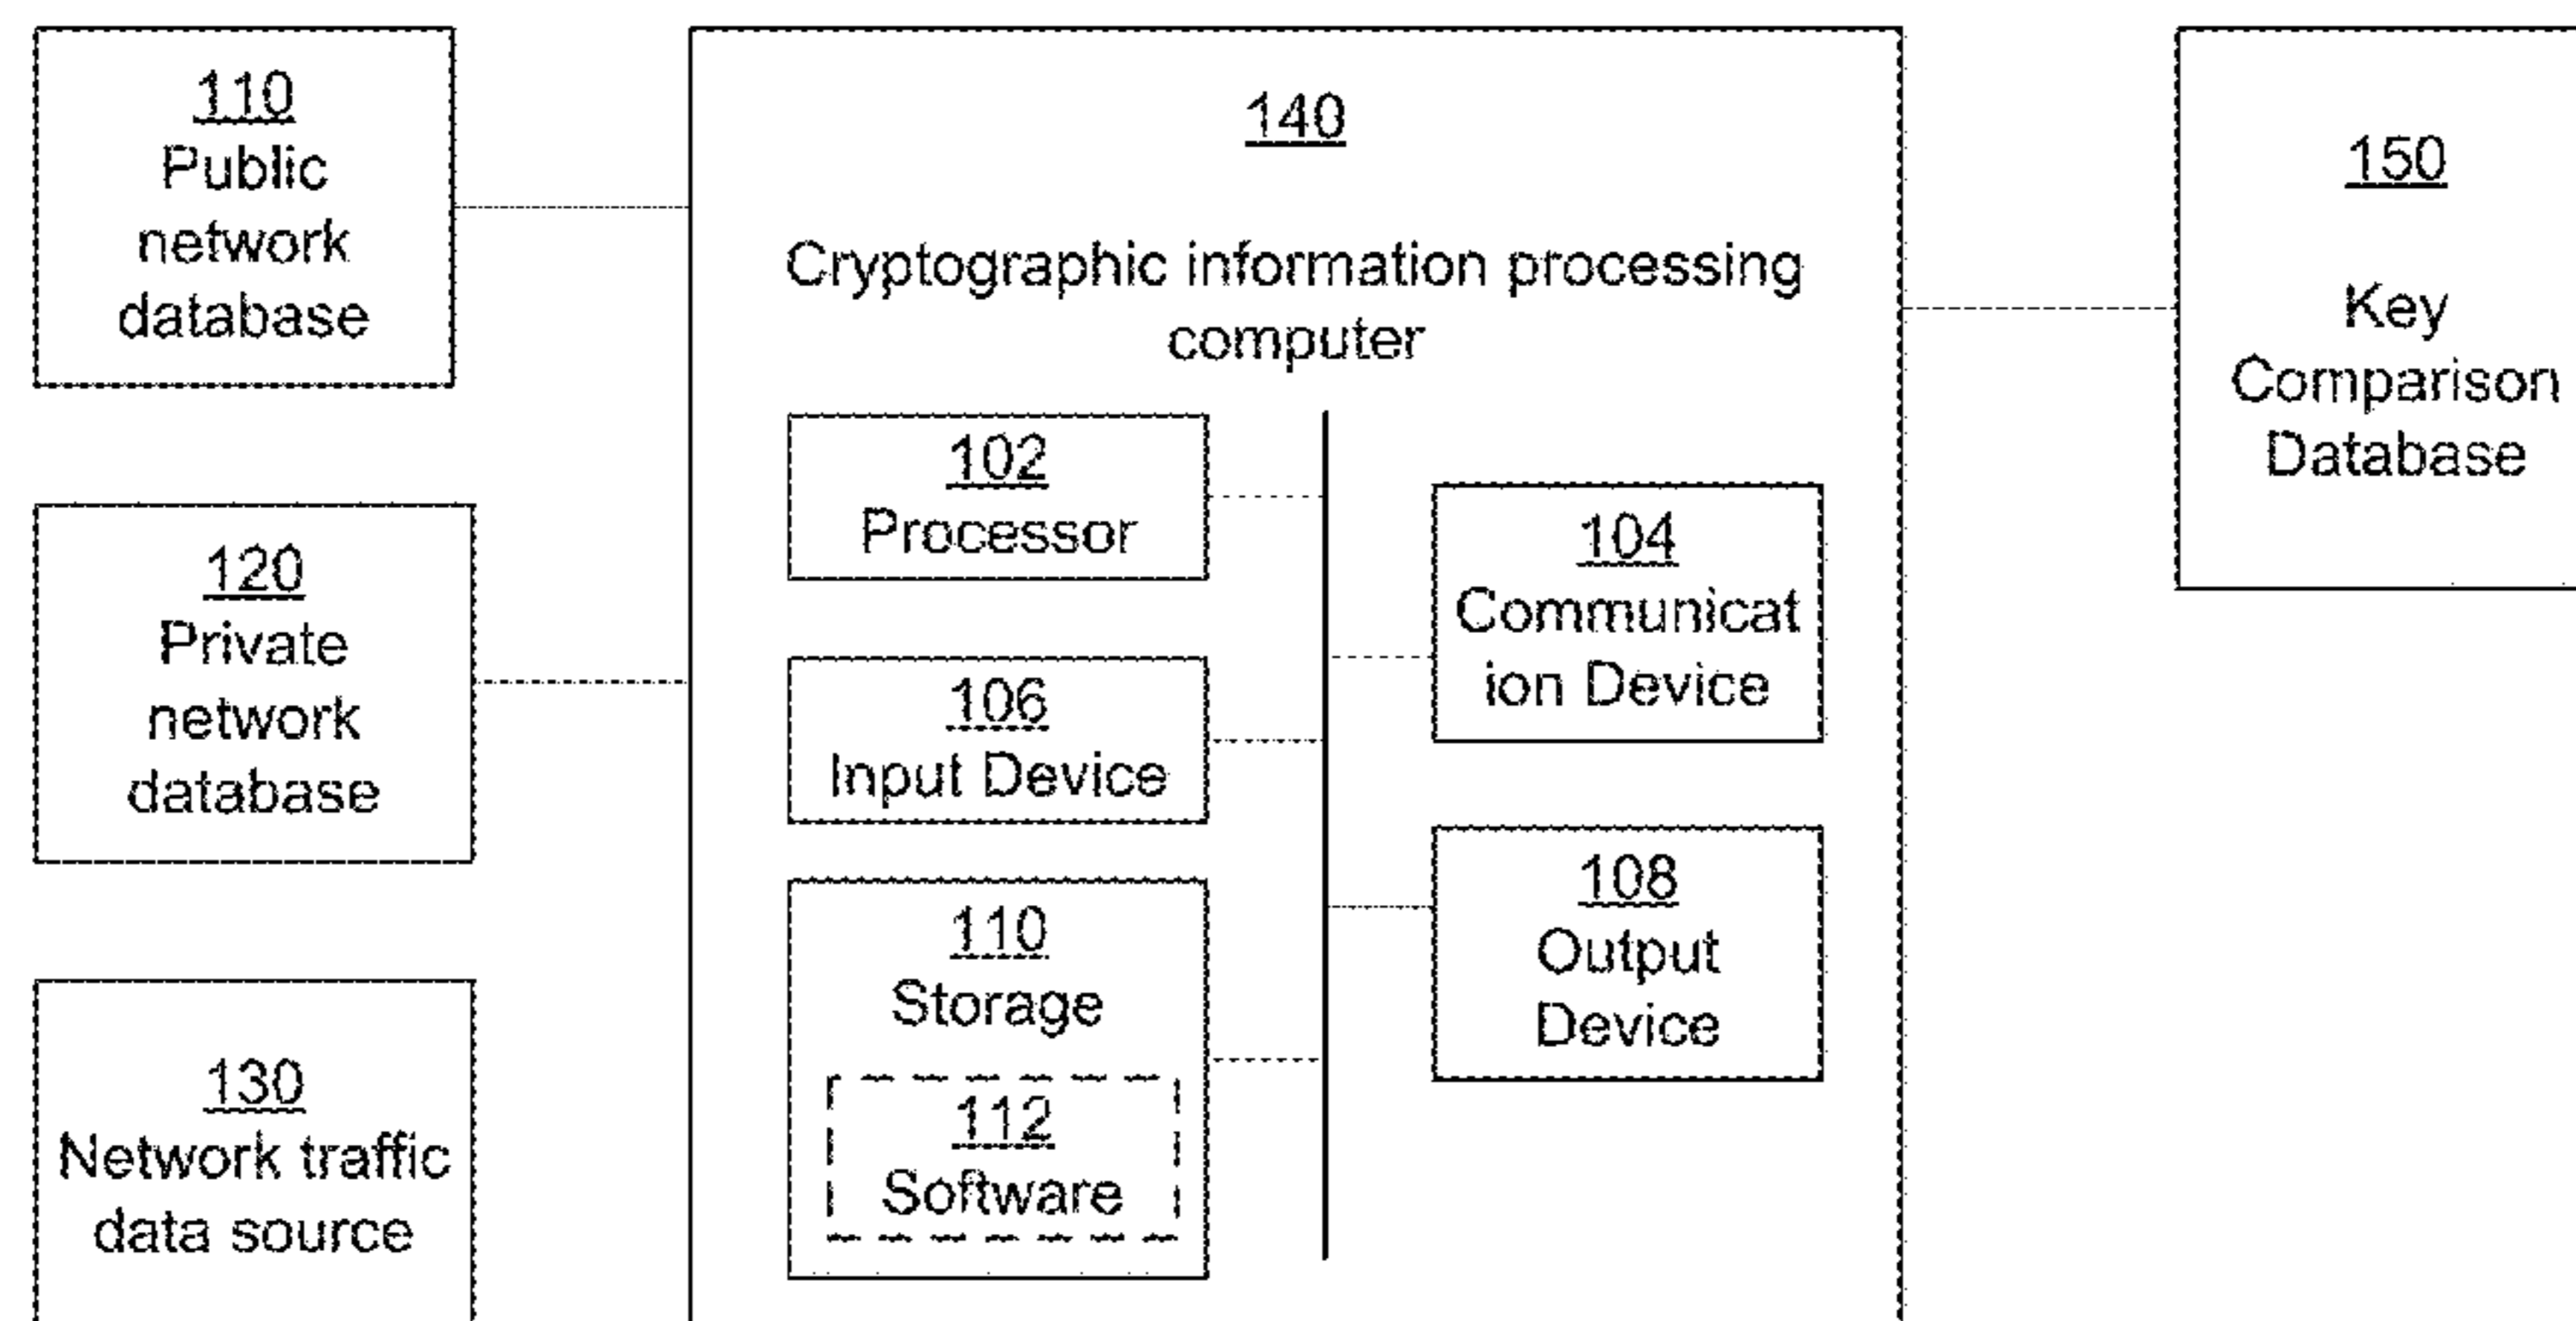 110
Public
network
database
120
Private
network
database
130
Network traffic
data source
140
Cryptographic information processing
computer
102
Processor
106
Input Device
110
Storage
112
Software
104
Communicat
ion Device
108
Output
Device
150
Key
Comparison
Database